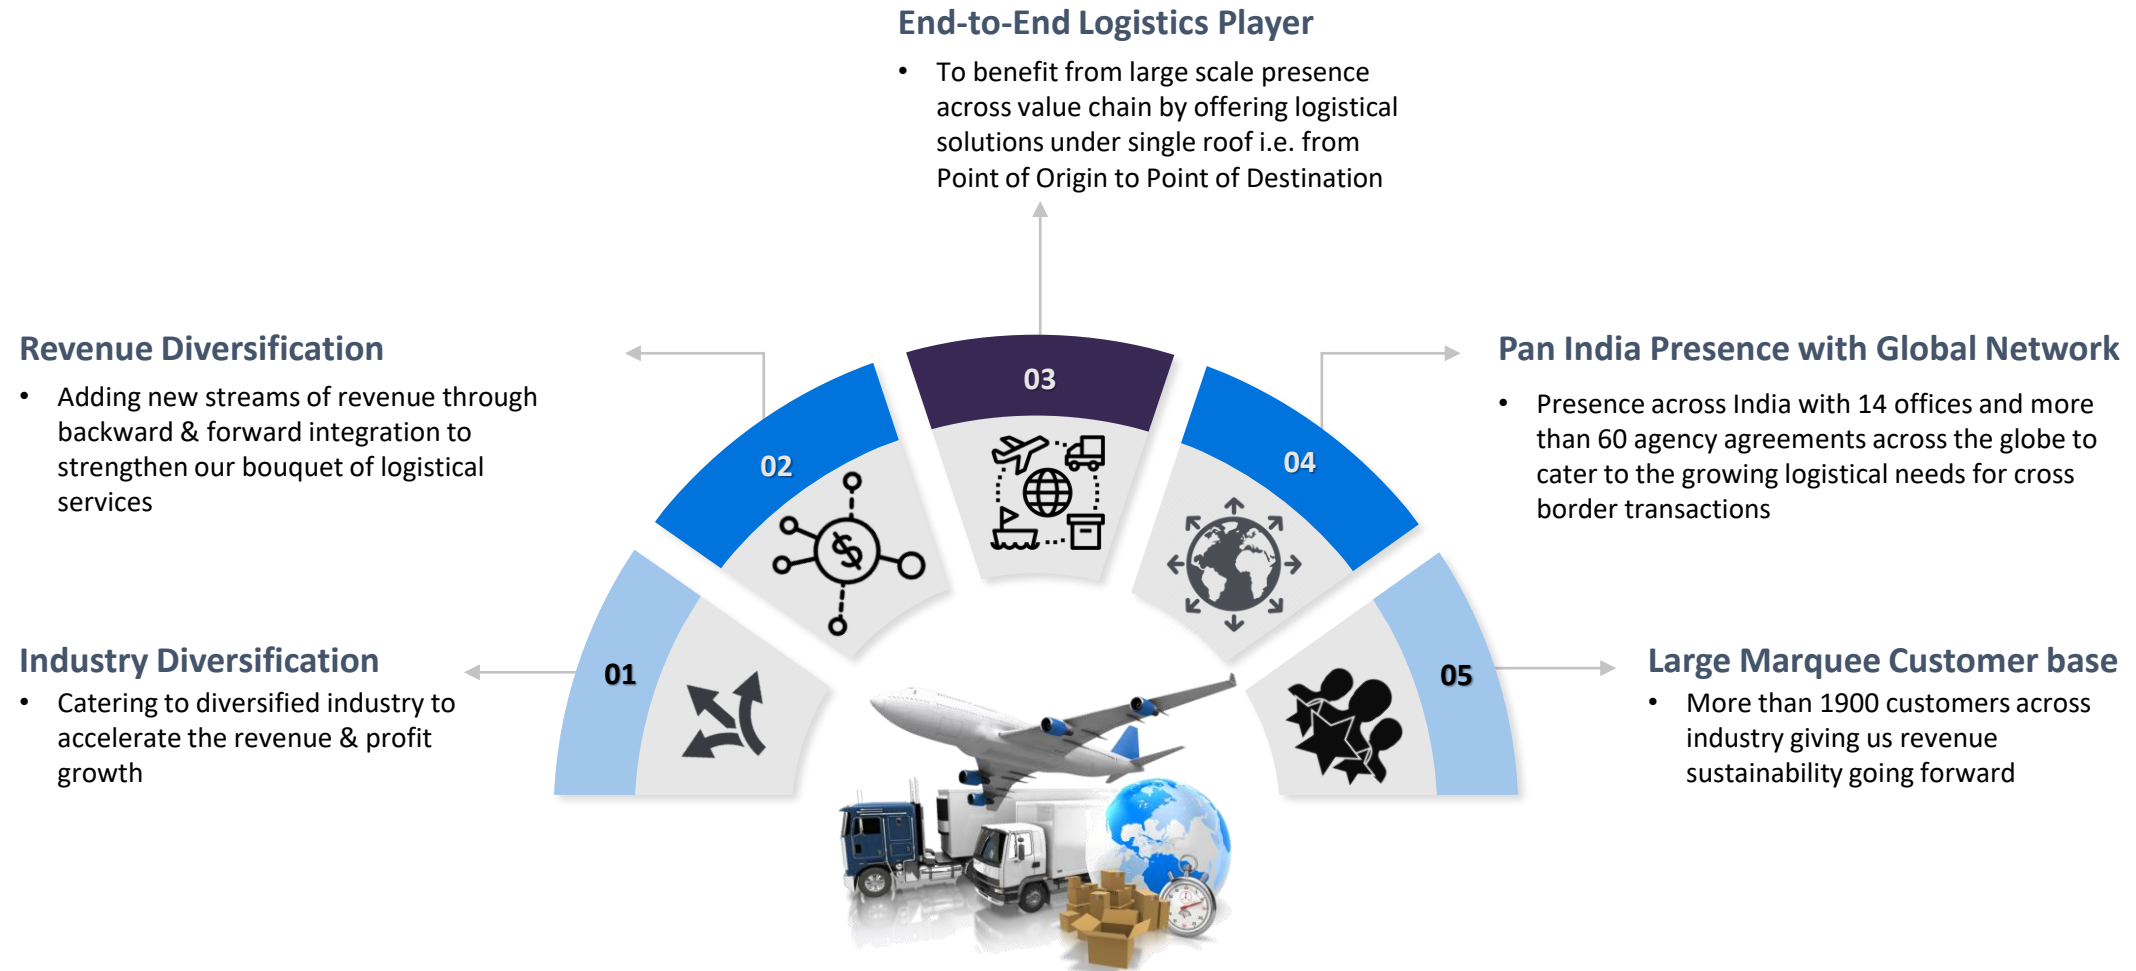 End-to-End Logistics Player
• To benefit from large scale presence
across value chain by offering logistical
solutions under single roof i.e. from
Point of Origin to Point of Destination
Revenue Diversification
• Adding new streams of revenue through
backward & forward integration to
strengthen our bouquet of logistical
services
Industry Diversification
• Catering to diversified industry to
accelerate the revenue & profit
growth
01
02
03
04
05
Pan India Presence with Global Network
• Presence across India with 14 offices and more
than 60 agency agreements across the globe to
cater to the growing logistical needs for cross
border transactions
Large Marquee Customer base
• More than 1900 customers across
industry giving us revenue
sustainability going forward